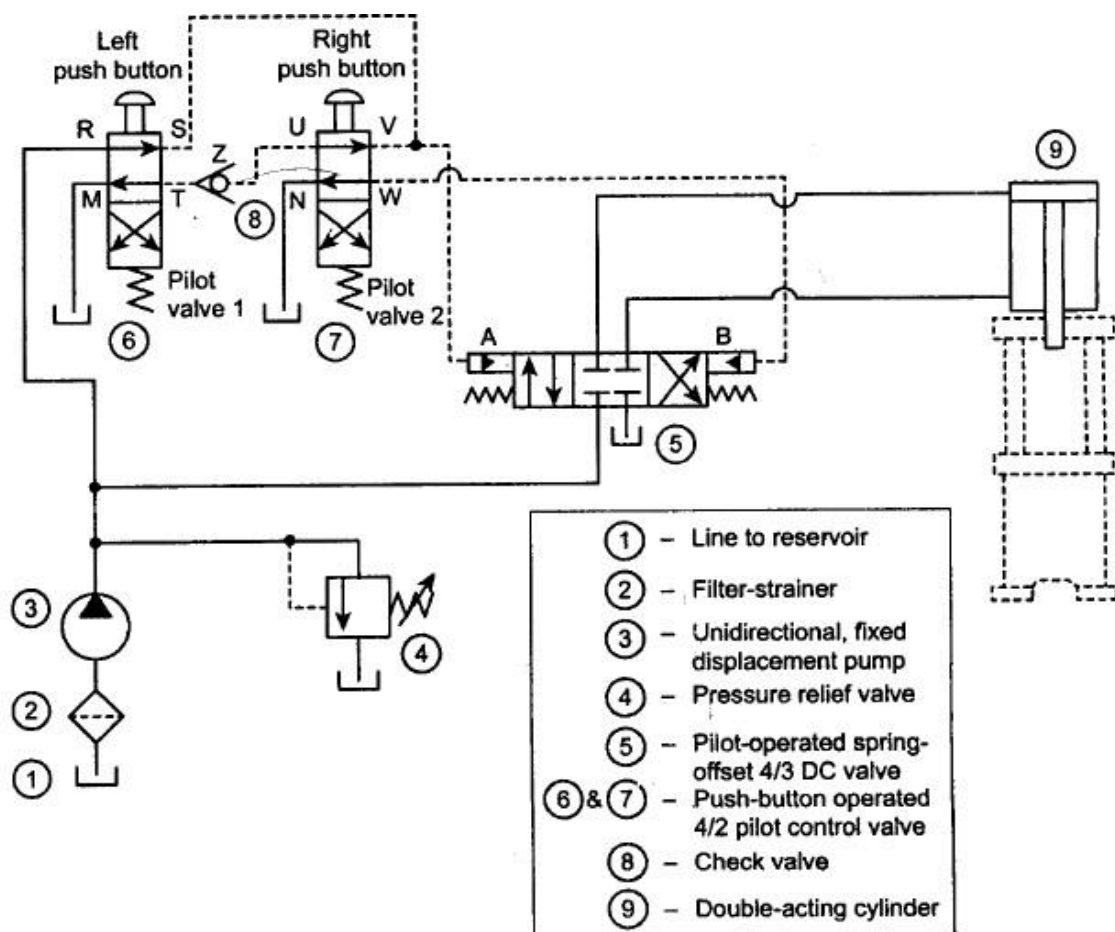 Left
push button
Right
push button
R
S
U
V
Z
M
T
N
W
8
Pilot
valve 1
Pilot
valve 2
6
7
9
A
B
5
3
4
2
1
1 – Line to reservoir
2 – Filter-strainer
3 – Unidirectional, fixed
displacement pump
4 – Pressure relief valve
5 – Pilot-operated spring-
offset 4/3 DC valve
6 & 7 – Push-button operated
4/2 pilot control valve
8 – Check valve
9 – Double-acting cylinder